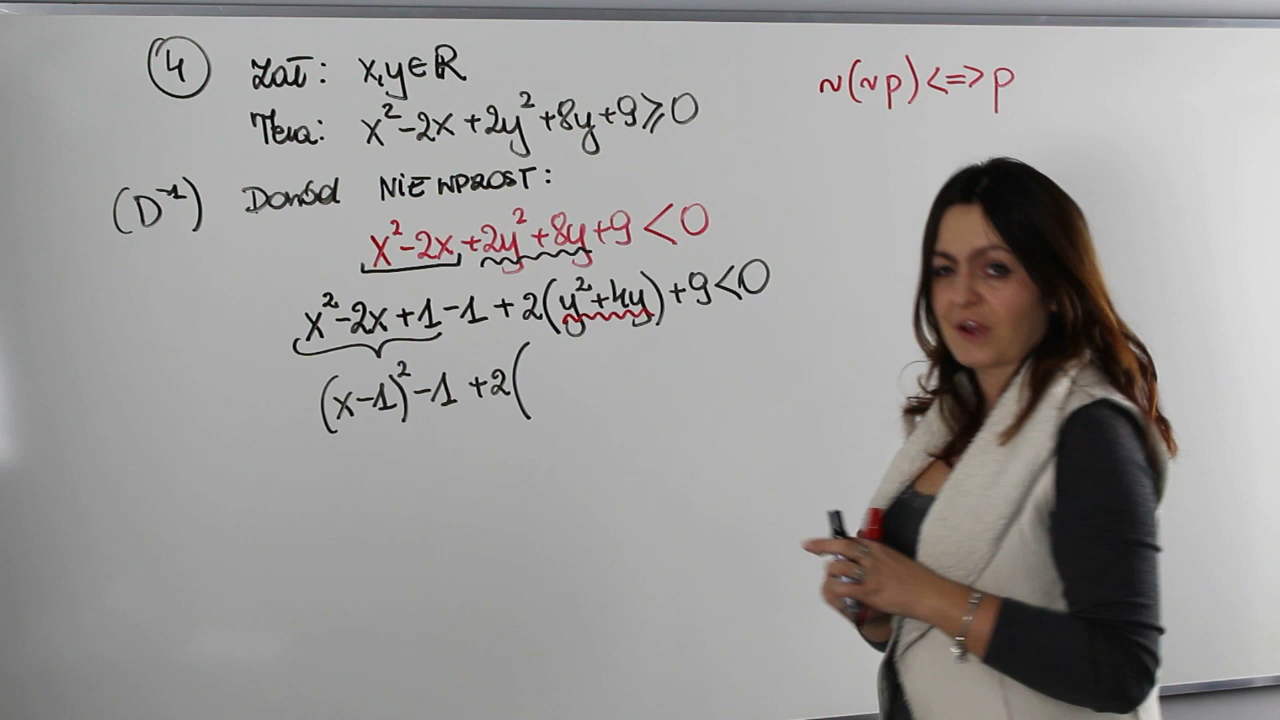 4 Zał: x,y∈ℝ
~(~p)<=>p
Teza: x²-2x+2y²+8y+9≥0
(D⁻¹) Dowód NIEWPROST:
x²-2x+2y²+8y+9<0
x²-2x+1-1+2(y²+4y)+9<0
(x-1)²-1+2(